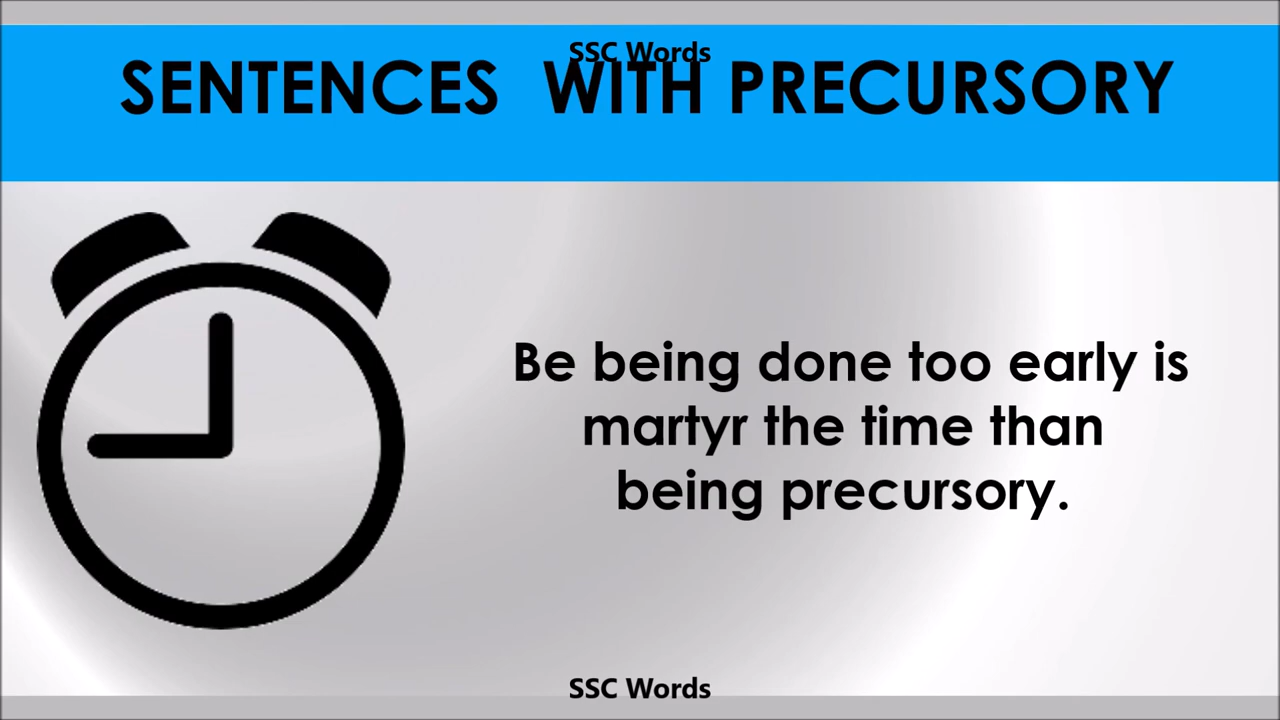 SSC Words
SENTENCES WITH PRECURSORY
Be being done too early is
martyr the time than
being precursory.
SSC Words